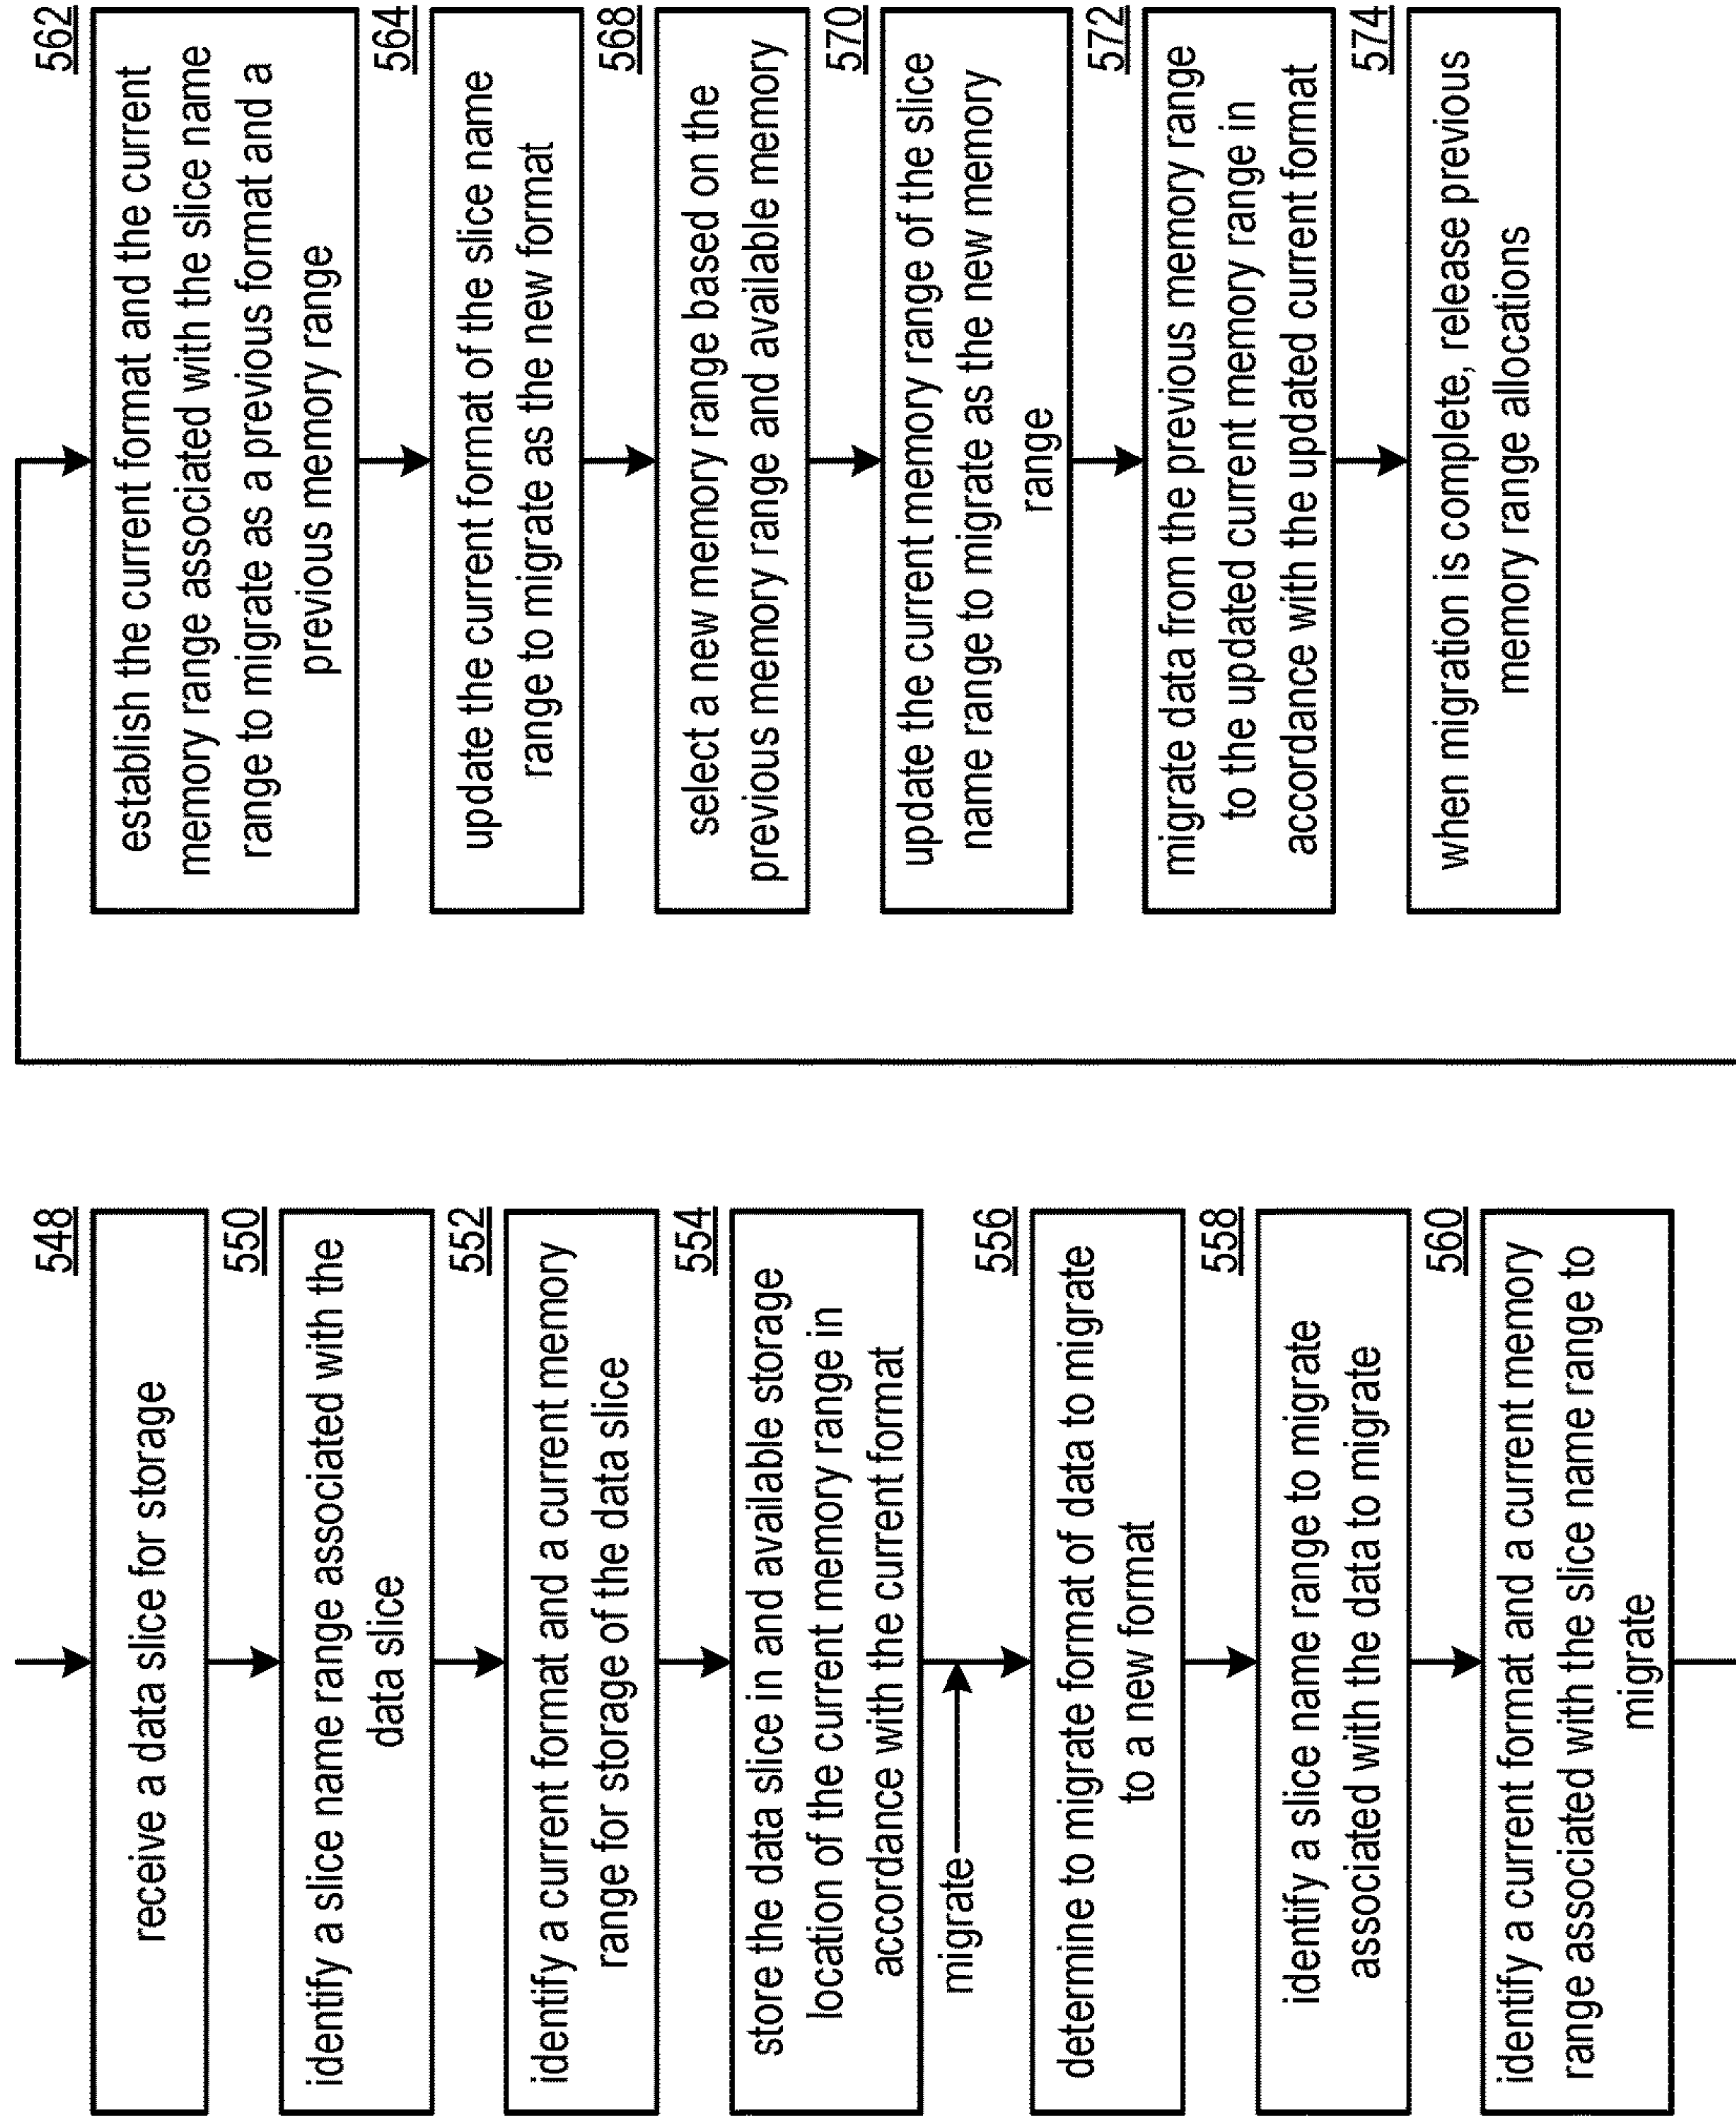 548
receive a data slice for storage
550
identify a slice name range associated with the
data slice
552
identify a current format and a current memory
range for storage of the data slice
554
store the data slice in and available storage
location of the current memory range in
accordance with the current format
migrate
556
determine to migrate format of data to migrate
to a new format
558
identify a slice name range to migrate
associated with the data to migrate
560
identify a current format and a current memory
range associated with the slice name range to
migrate
562
establish the current format and the current
memory range associated with the slice name
range to migrate as a previous format and a
previous memory range
564
update the current format of the slice name
range to migrate as the new format
568
select a new memory range based on the
previous memory range and available memory
570
update the current memory range of the slice
name range to migrate as the new memory
range
572
migrate data from the previous memory range
to the updated current memory range in
accordance with the updated current format
574
when migration is complete, release previous
memory range allocations